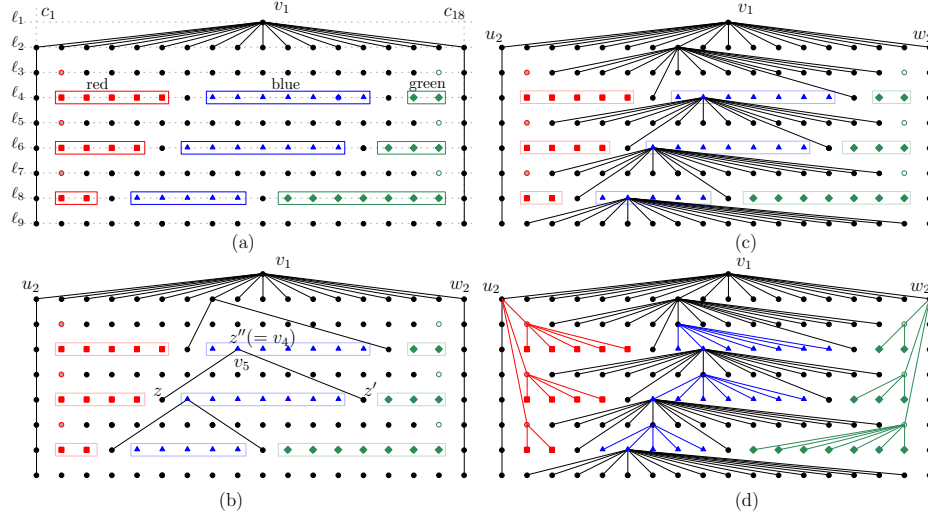 c₁ v₁ c₁₈
ℓ₁
ℓ₂
ℓ₃
red blue green
ℓ₄
ℓ₅
ℓ₆
ℓ₇
ℓ₈
ℓ₉
(a)
v₁
u₂ w₂
z''(= v₄)
v₅
z z'
(b)
v₁
u₂ w₂
(c)
v₁
u₂ w₂
(d)